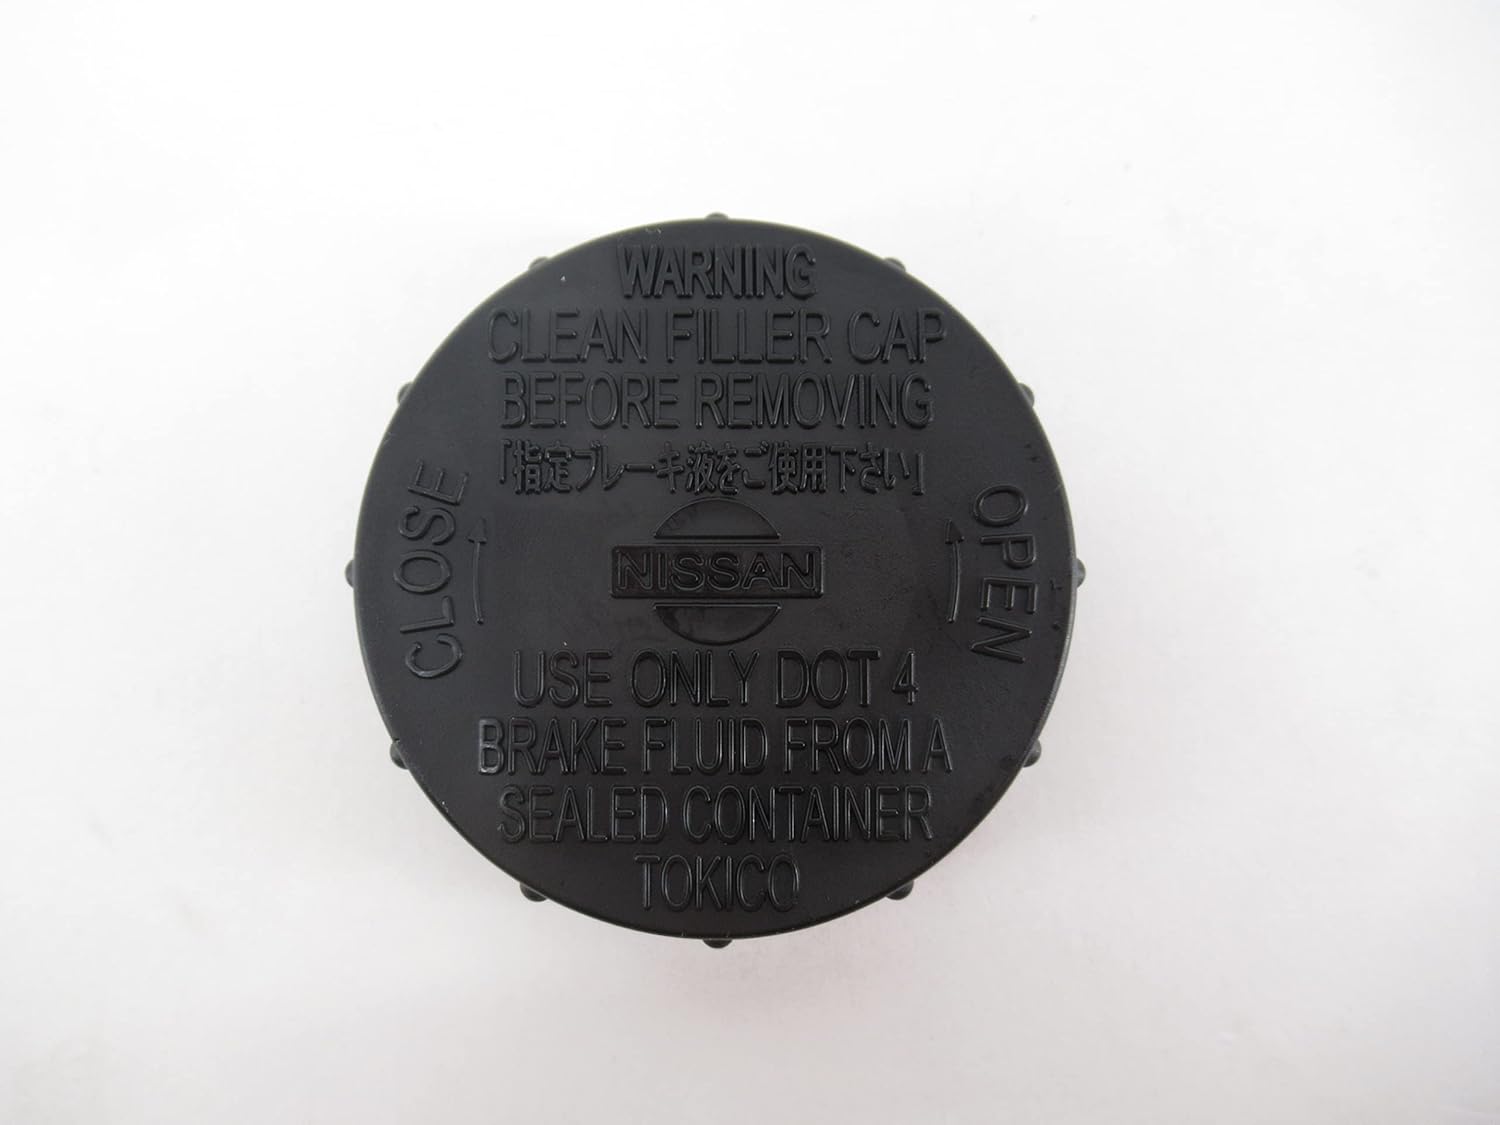 WARNING
CLEAN FILLER CAP
BEFORE REMOVING
「指定ブレーキ液をご使用下さい」
CLOSE
OPEN
NISSAN
USE ONLY DOT 4
BRAKE FLUID FROM A
SEALED CONTAINER
TOKICO